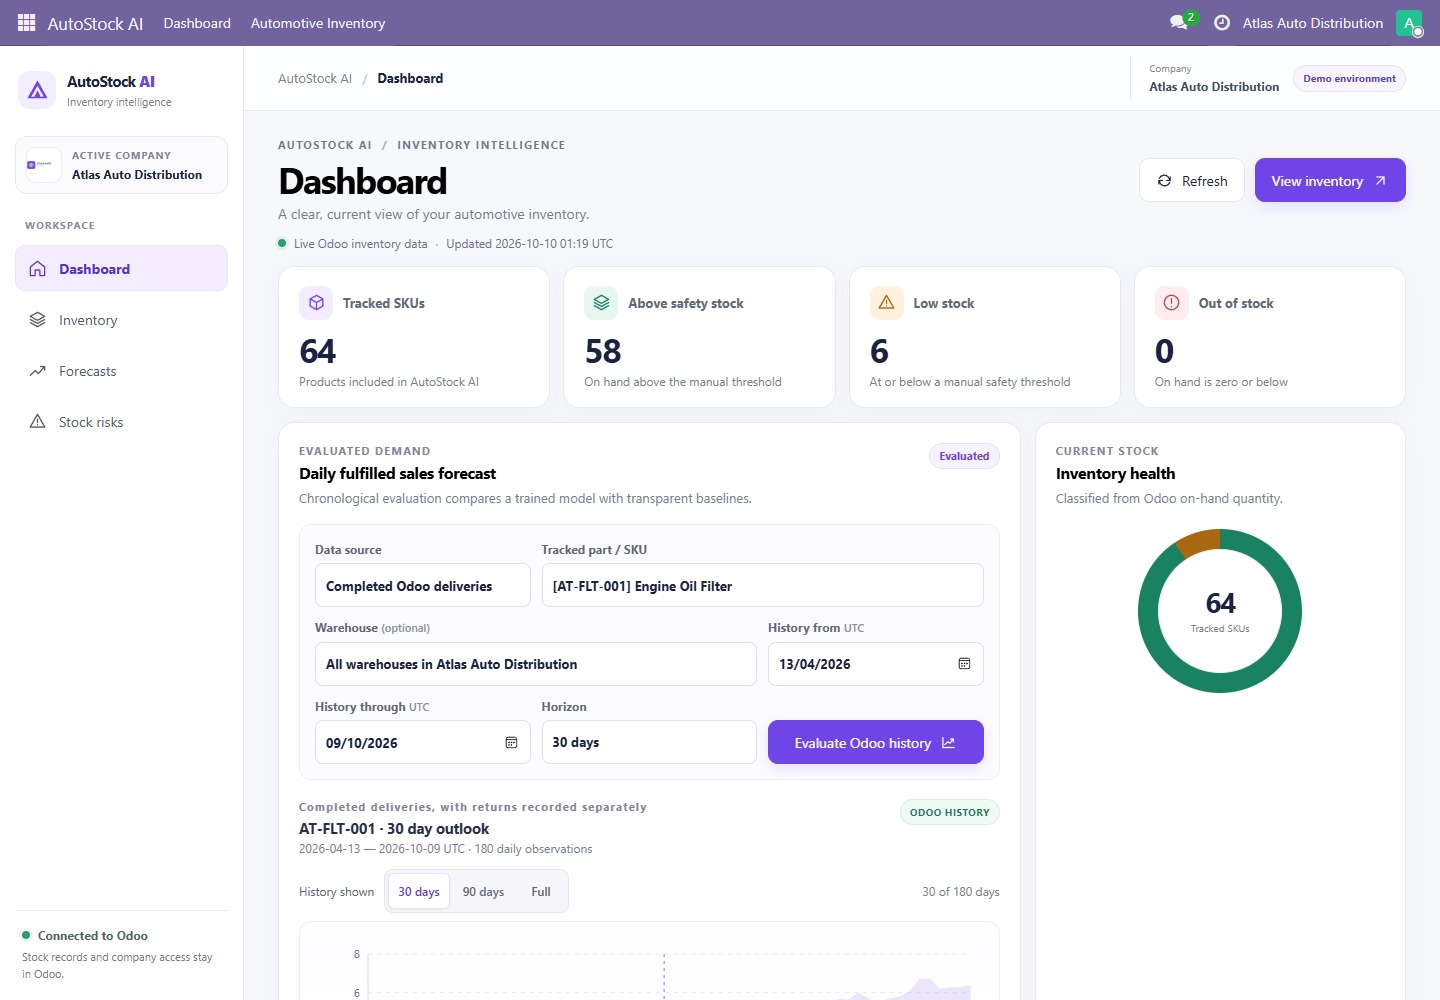 AutoStock AI
Dashboard
Automotive Inventory
2
Atlas Auto Distribution
A
AutoStock AI
Inventory intelligence
ACTIVE COMPANY
Atlas Auto Distribution
WORKSPACE
Dashboard
Inventory
Forecasts
Stock risks
Connected to Odoo
Stock records and company access stay
in Odoo.
AutoStock AI / Dashboard
Company
Atlas Auto Distribution
Demo environment
AUTOSTOCK AI / INVENTORY INTELLIGENCE
Dashboard
A clear, current view of your automotive inventory.
Live Odoo inventory data · Updated 2026-10-10 01:19 UTC
Refresh
View inventory
Tracked SKUs
64
Products included in AutoStock AI
Above safety stock
58
On hand above the manual threshold
Low stock
6
At or below a manual safety threshold
Out of stock
0
On hand is zero or below
EVALUATED DEMAND
Daily fulfilled sales forecast
Chronological evaluation compares a trained model with transparent baselines.
Evaluated
Data source
Completed Odoo deliveries
Tracked part / SKU
[AT-FLT-001] Engine Oil Filter
Warehouse (optional)
All warehouses in Atlas Auto Distribution
History from UTC
13/04/2026
History through UTC
09/10/2026
Horizon
30 days
Evaluate Odoo history
Completed deliveries, with returns recorded separately
AT-FLT-001 · 30 day outlook
2026-04-13 — 2026-10-09 UTC · 180 daily observations
ODOO HISTORY
History shown
30 days
90 days
Full
30 of 180 days
8
6
CURRENT STOCK
Inventory health
Classified from Odoo on-hand quantity.
64
Tracked SKUs